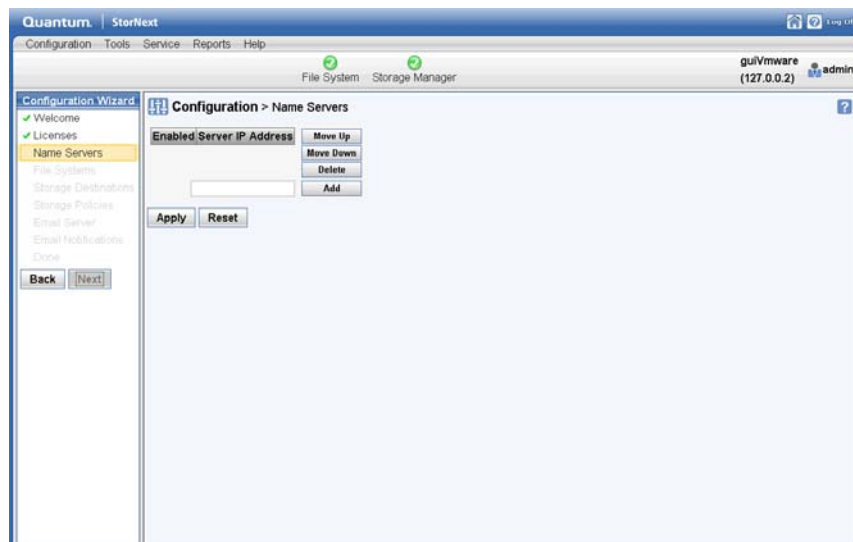 Quantum. StorNext
Log Off
Configuration Tools Service Reports Help
File System Storage Manager
guiVmware
(127.0.0.2)
admin
Configuration Wizard
Welcome
Licenses
Name Servers
File Systems
Storage Destinations
Storage Policies
Email Server
Email Notifications
Done
Back Next
Configuration > Name Servers
?
Enabled Server IP Address
Move Up
Move Down
Delete
Add
Apply Reset